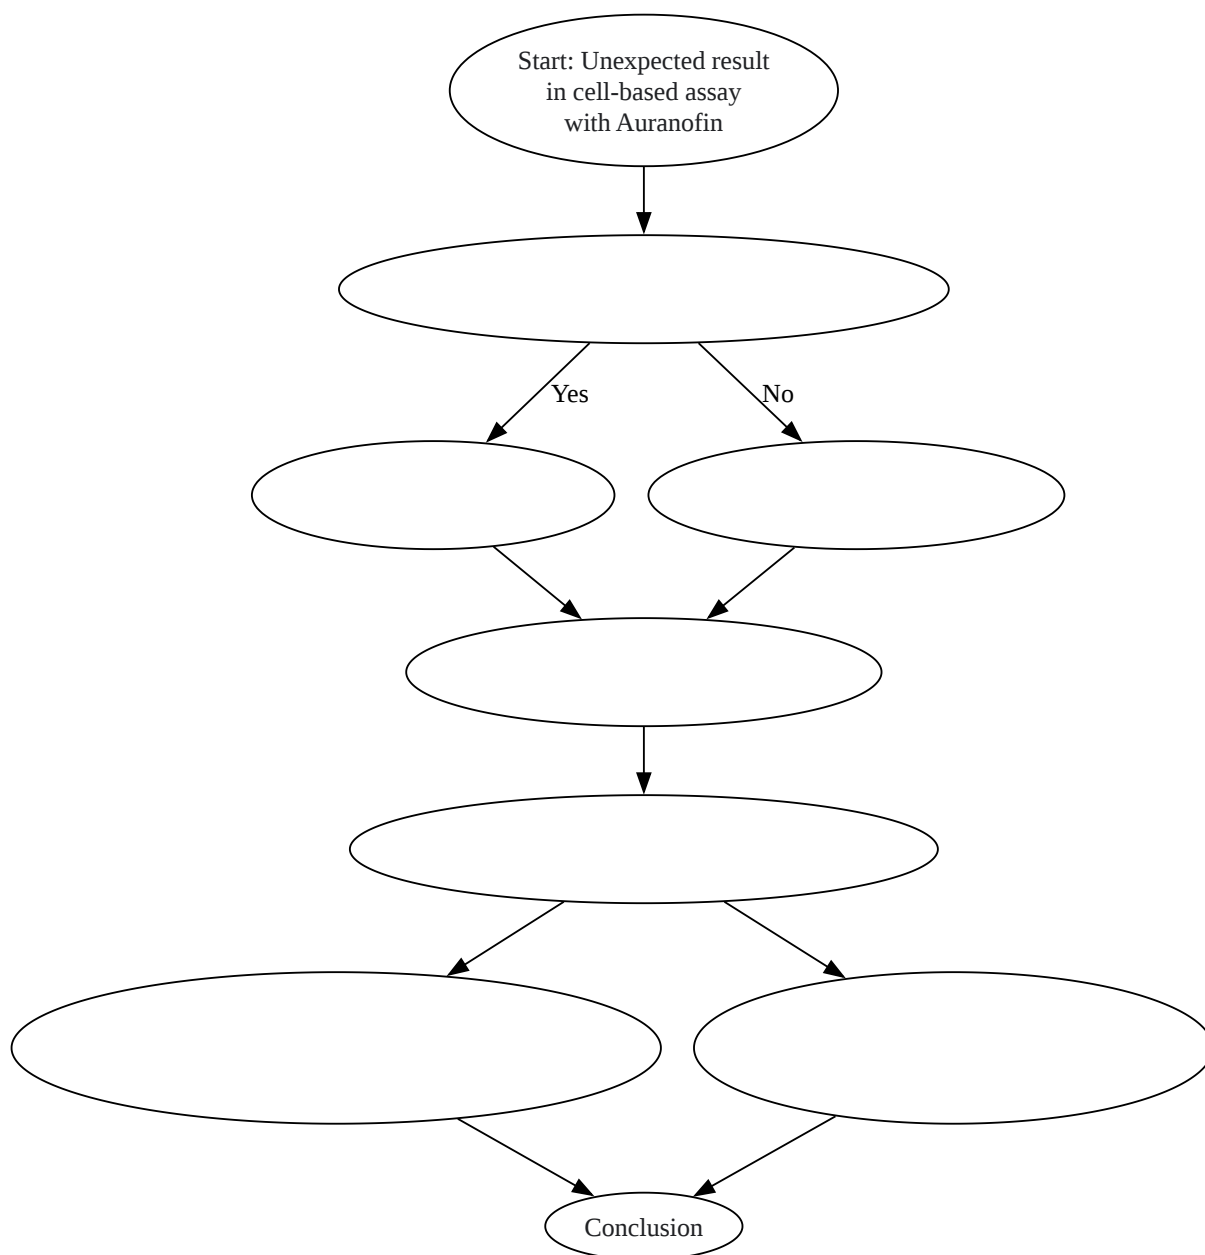 Start: Unexpected result
in cell-based assay
with Auranofin
Yes
No
Conclusion